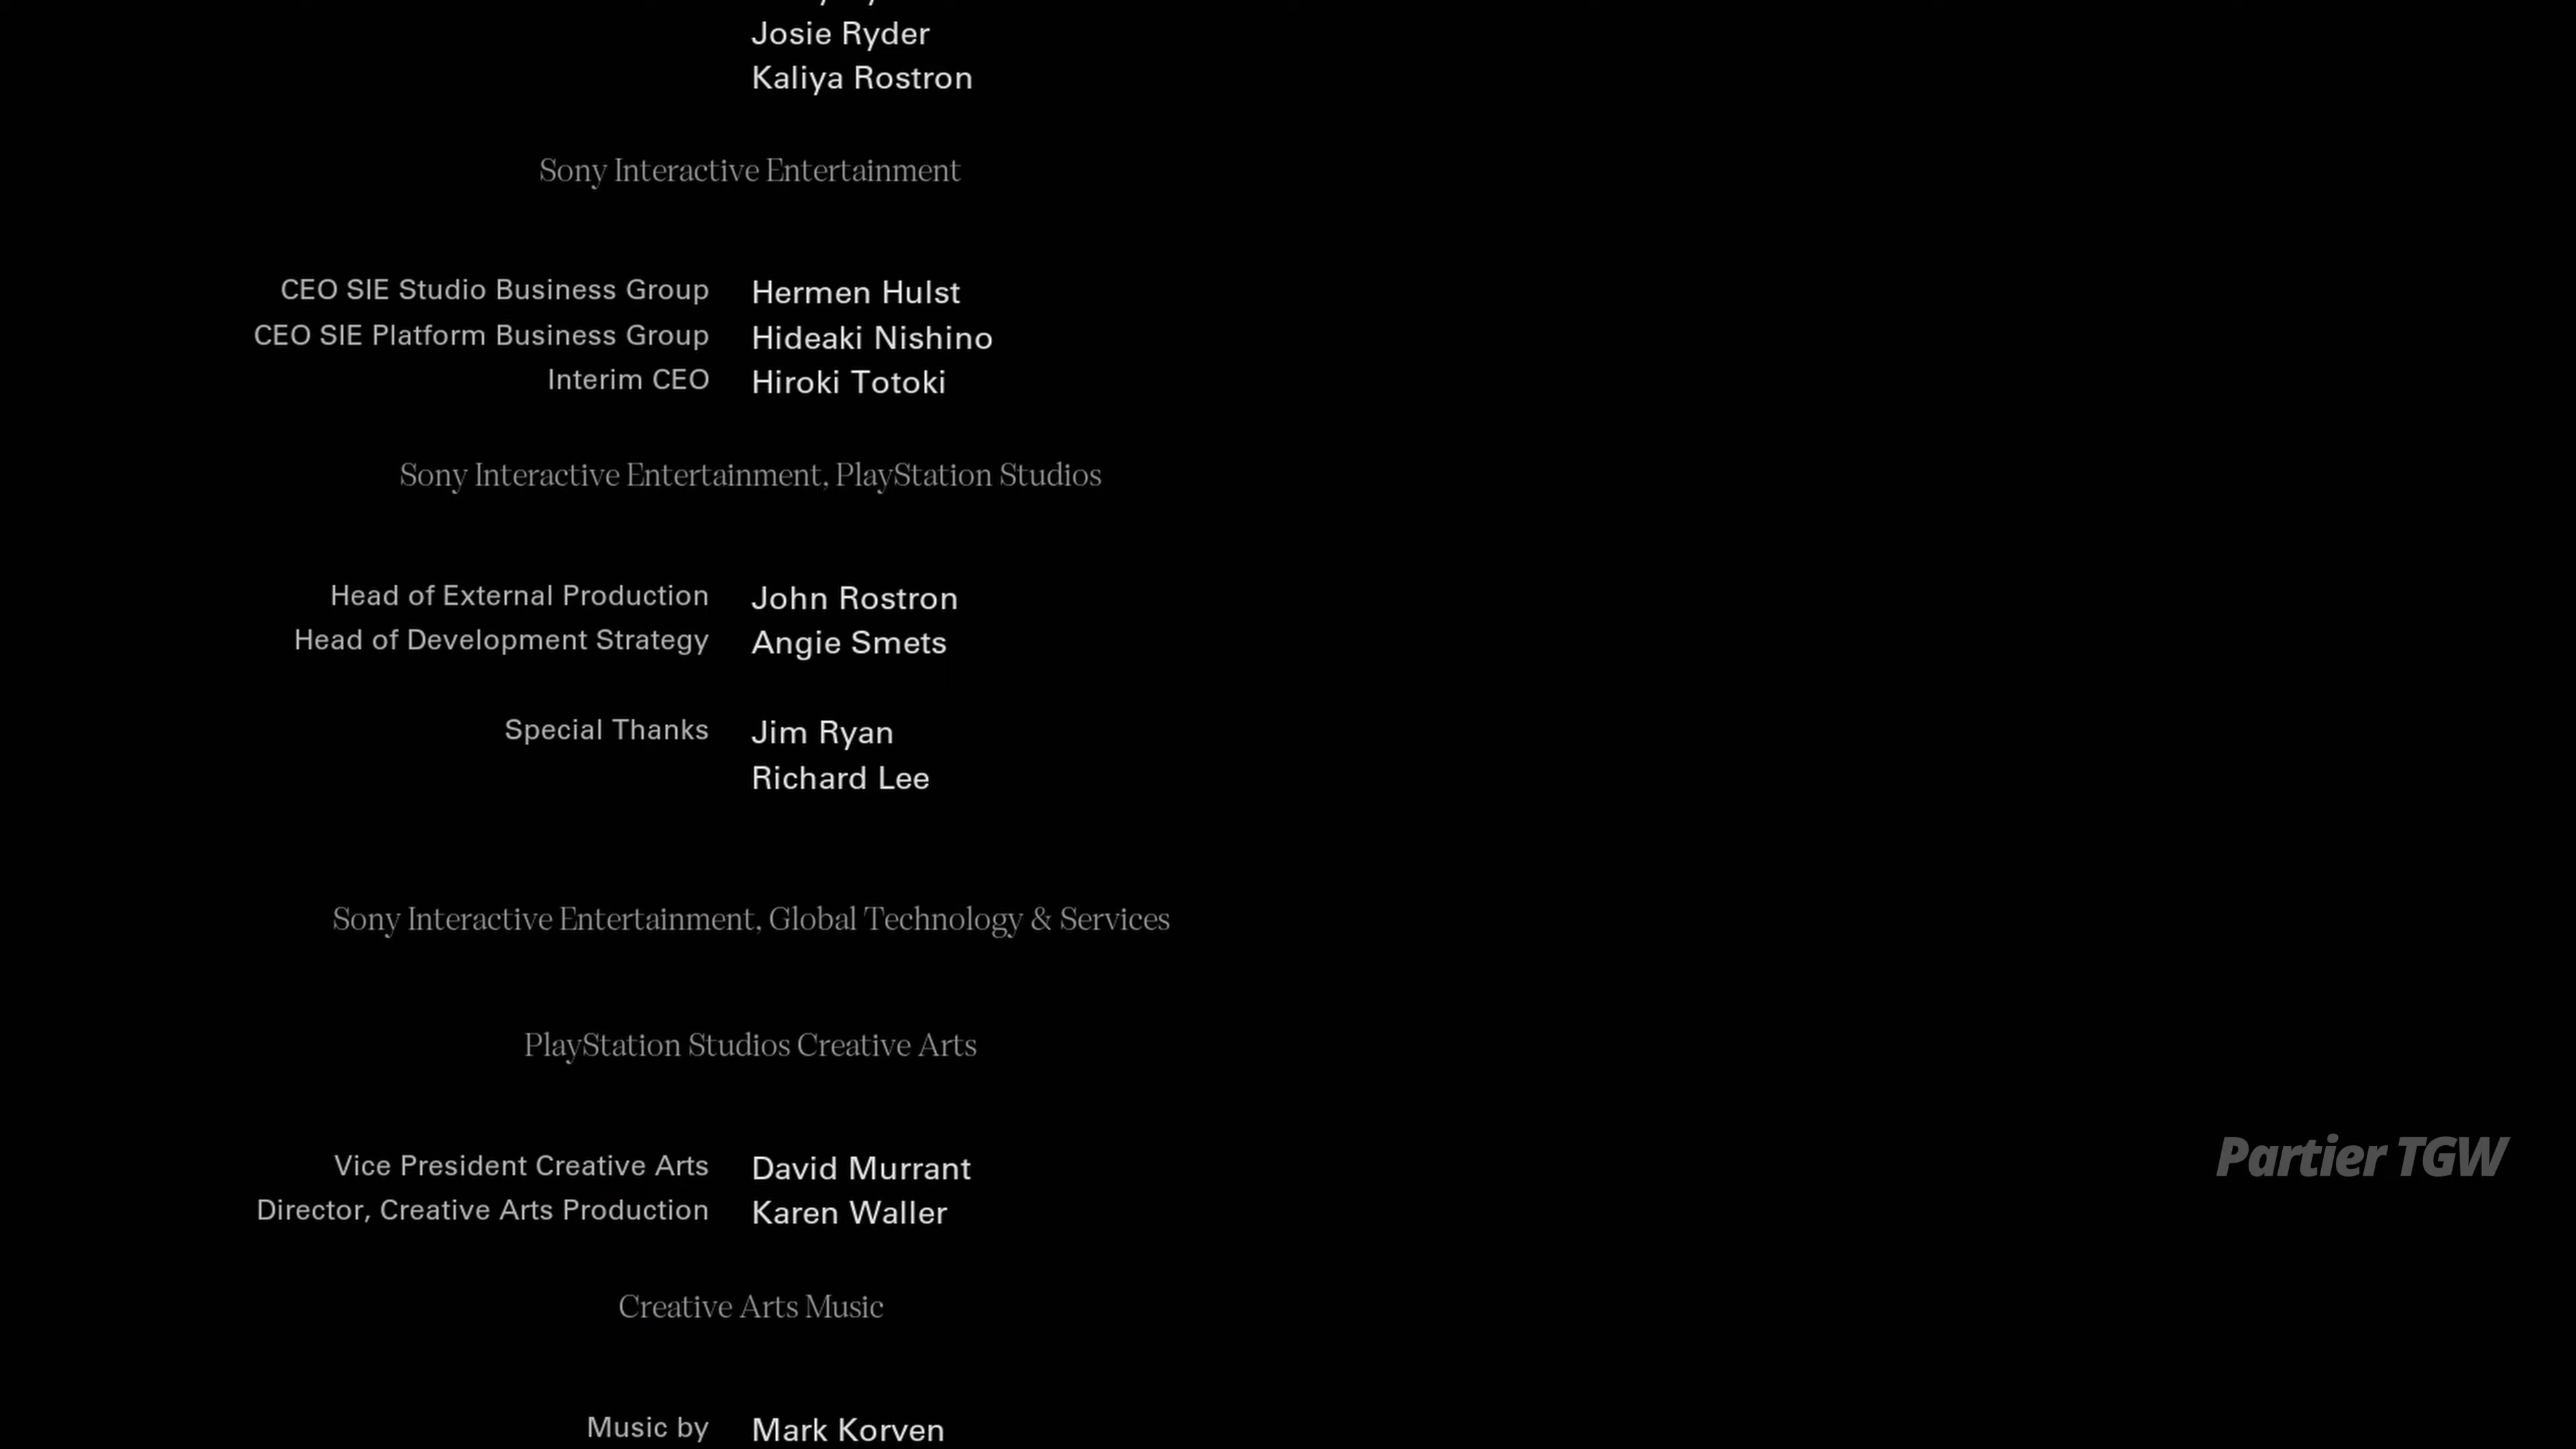 Josie Ryder
Kaliya Rostron
Sony Interactive Entertainment
CEO SIE Studio Business Group Hermen Hulst
CEO SIE Platform Business Group Hideaki Nishino
Interim CEO Hiroki Totoki
Sony Interactive Entertainment, PlayStation Studios
Head of External Production John Rostron
Head of Development Strategy Angie Smets
Special Thanks Jim Ryan
Richard Lee
Sony Interactive Entertainment, Global Technology & Services
PlayStation Studios Creative Arts
Vice President Creative Arts David Murrant
Partier TGW
Director, Creative Arts Production Karen Waller
Creative Arts Music
Music by Mark Korven